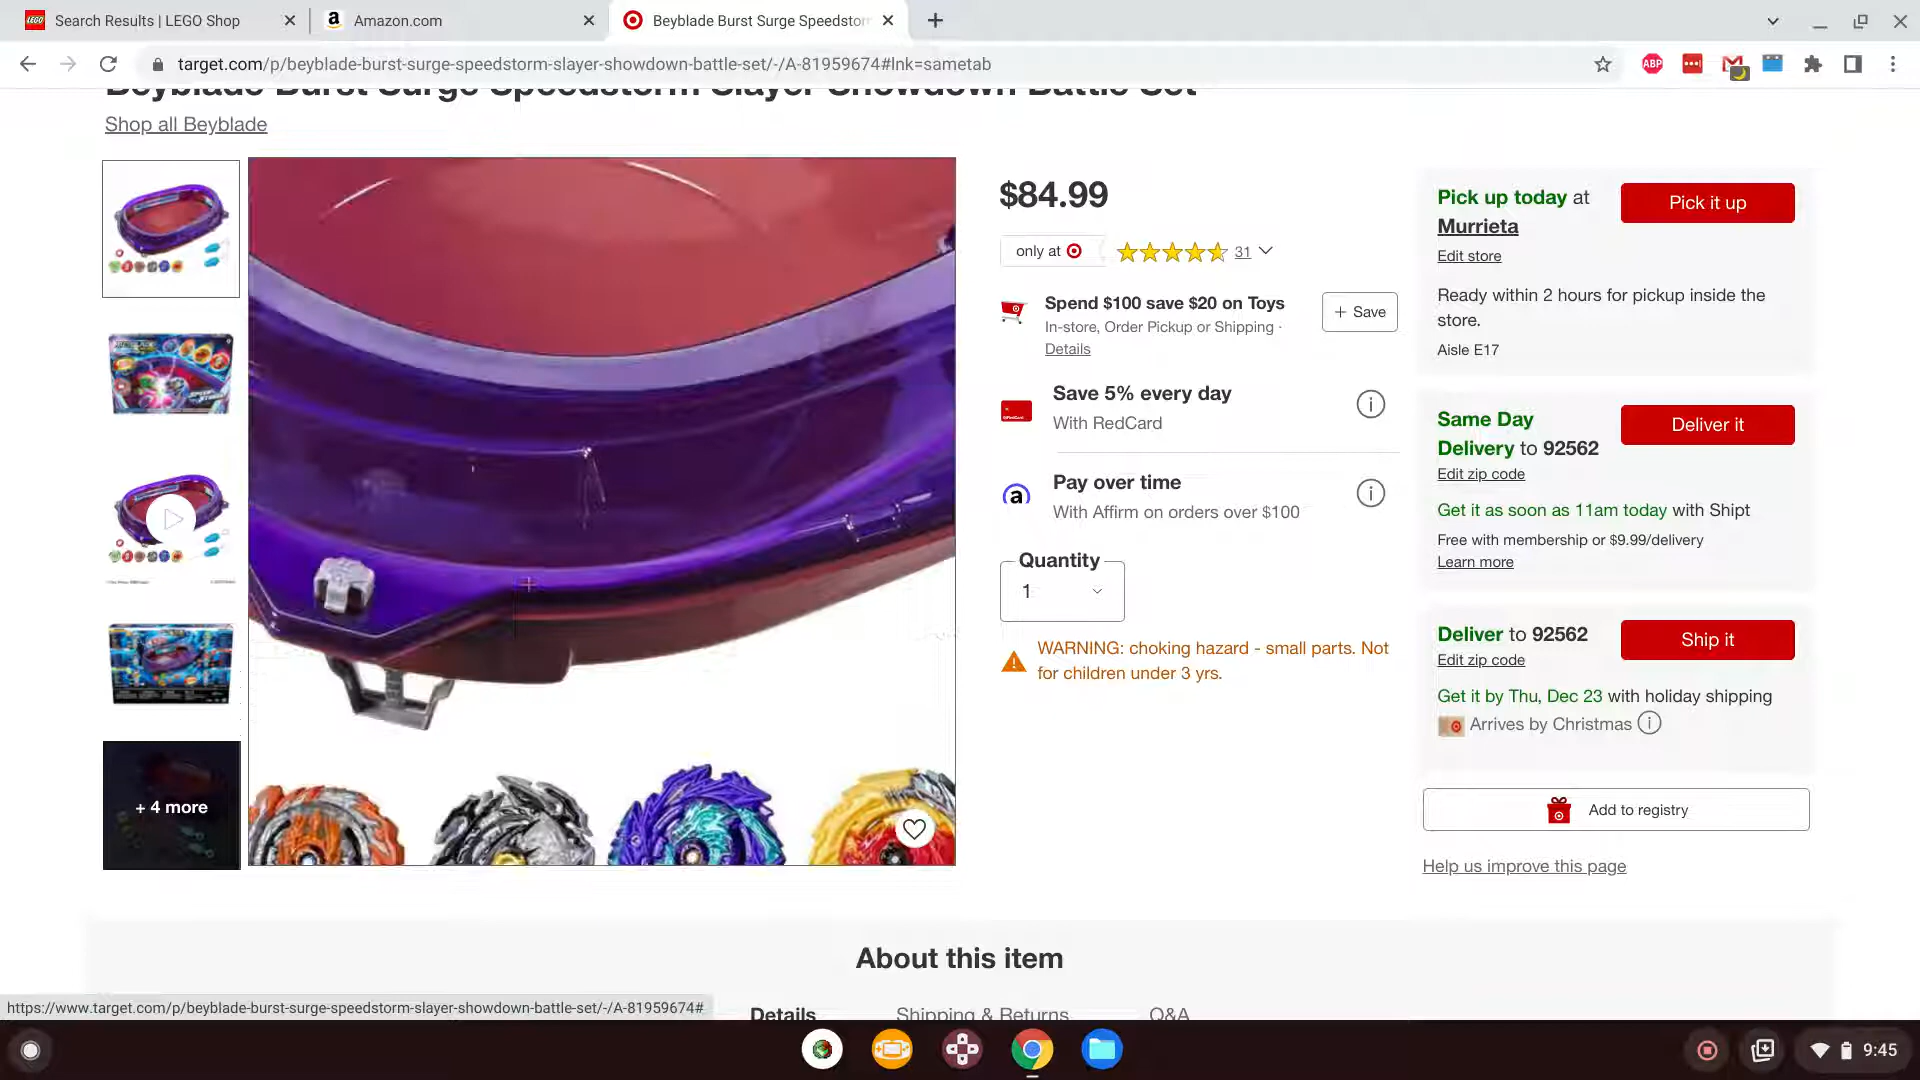 Search Results | LEGO Shop
Amazon.com
Beyblade Burst Surge Speedstor
target.com/p/beyblade-burst-surge-speedstorm-slayer-showdown-battle-set/-/A-81959674#lnk=sametab
ABP
Beyblade Burst Surge Speedstorm Slayer Showdown Battle Set
Shop all Beyblade
$84.99
only at
31
Spend $100 save $20 on Toys
In-store, Order Pickup or Shipping ·
Details
+ Save
Save 5% every day
With RedCard
Pay over time
With Affirm on orders over $100
Quantity
1
WARNING: choking hazard - small parts. Not
for children under 3 yrs.
+ 4 more
Pick up today at
Murrieta
Edit store
Pick it up
Ready within 2 hours for pickup inside the
store.
Aisle E17
Same Day
Delivery to 92562
Edit zip code
Deliver it
Get it as soon as 11am today with Shipt
Free with membership or $9.99/delivery
Learn more
Deliver to 92562
Edit zip code
Ship it
Get it by Thu, Dec 23 with holiday shipping
Arrives by Christmas
Add to registry
Help us improve this page
About this item
Details
Shipping & Returns
Q&A
https://www.target.com/p/beyblade-burst-surge-speedstorm-slayer-showdown-battle-set/-/A-81959674#
9:45